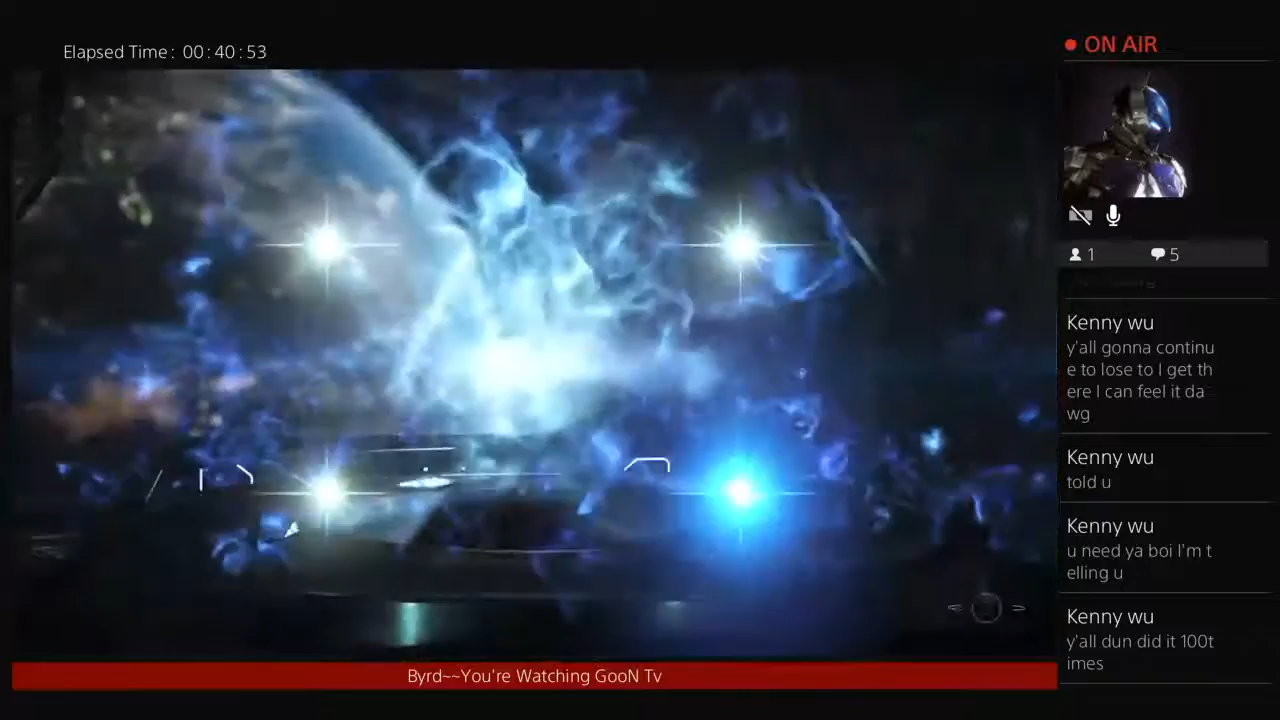 Elapsed Time: 00:40:53
ON AIR
1
5
Kenny wu
y'all gonna continu
e to lose to I get th
ere I can feel it da
wg
Kenny wu
told u
Kenny wu
u need ya boi I'm t
elling u
Kenny wu
y'all dun did it 100t
imes
Byrd~~You're Watching GooN Tv